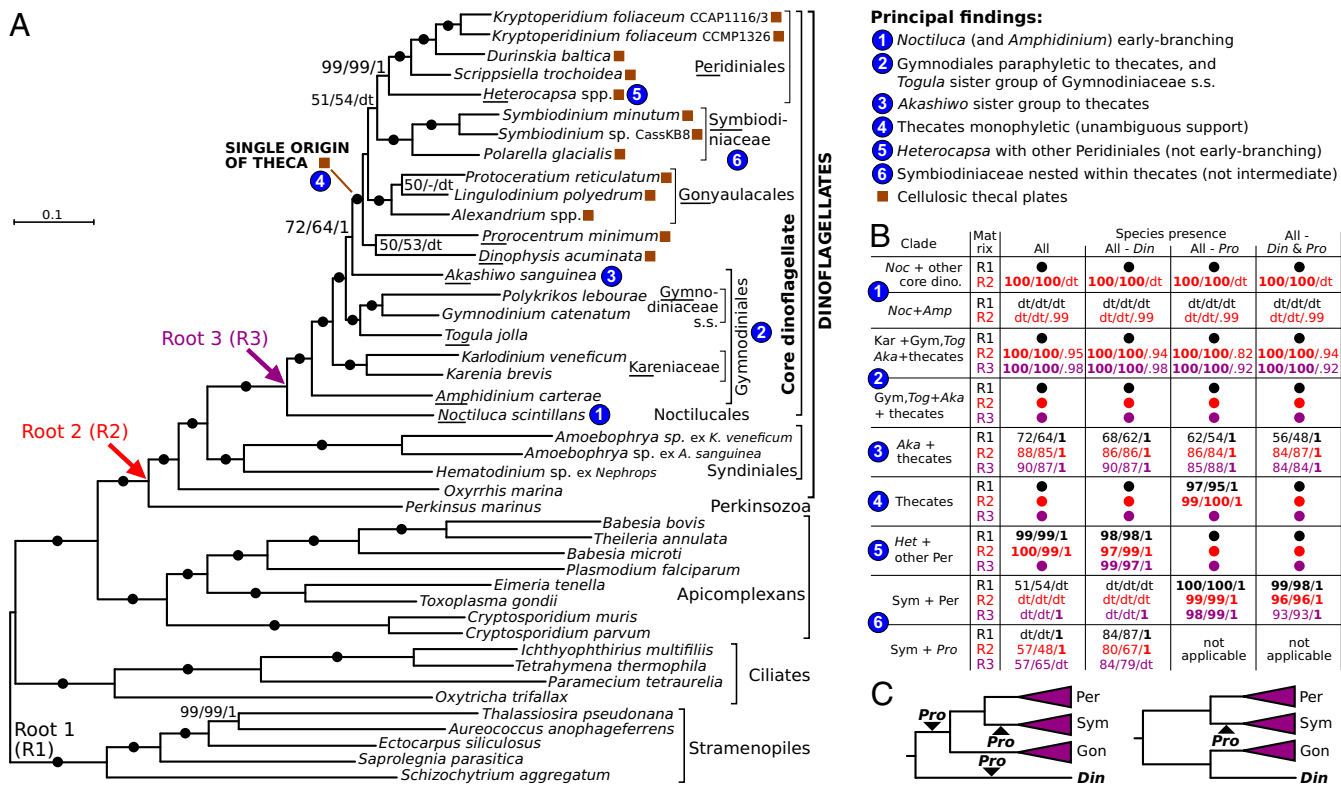 A
Kryptoperidium foliaceum CCAP1116/3
Kryptoperidinium foliaceum CCMP1326
Durinskia baltica
Scrippsiella trochoidea
Heterocapsa spp. 5
Peridiniales
99/99/1
51/54/dt
Symbiodinium minutum
Symbiodinium sp. CassKB8
Polarella glacialis
Symbiodi-
niaceae
6
SINGLE ORIGIN
OF THECA
4
Protoceratium reticulatum
Lingulodinium polyedrum
Alexandrium spp.
Gonyaulacales
50/-/dt
0.1
72/64/1
Prorocentrum minimum
Dinophysis acuminata
50/53/dt
Akashiwo sanguinea 3
Polykrikos lebourae
Gymnodinium catenatum
Togula jolla
Gymno-
diniaceae
s.s.
Gymnodiniales
2
Karlodinium veneficum
Karenia brevis
Kareniaceae
Amphidinium carterae
Noctiluca scintillans 1
Noctilucales
Core dinoflagellate
DINOFLAGELLATES
Root 3 (R3)
Root 2 (R2)
Amoebophrya sp. ex K. veneficum
Amoebophrya sp. ex A. sanguinea
Hematodinium sp. ex Nephrops
Syndiniales
Oxyrrhis marina
Perkinsus marinus
Perkinsozoa
Babesia bovis
Theileria annulata
Babesia microti
Plasmodium falciparum
Eimeria tenella
Toxoplasma gondii
Cryptosporidium muris
Cryptosporidium parvum
Apicomplexans
Ichthyophthirius multifiliis
Tetrahymena thermophila
Paramecium tetraurelia
Oxytricha trifallax
Ciliates
Root 1
(R1)
99/99/1
Thalassiosira pseudonana
Aureococcus anophageferrens
Ectocarpus siliculosus
Saprolegnia parasitica
Schizochytrium aggregatum
Stramenopiles
Principal findings:
1 Noctiluca (and Amphidinium) early-branching
2 Gymnodiales paraphyletic to thecates, and
Togula sister group of Gymnodiniaceae s.s.
3 Akashiwo sister group to thecates
4 Thecates monophyletic (unambiguous support)
5 Heterocapsa with other Peridiniales (not early-branching)
6 Symbiodiniaceae nested within thecates (not intermediate)
Cellulosic thecal plates
B
Clade
Mat
rix
Species presence
All
All - Din
All - Pro
All -
Din & Pro
1
Noc + other
core dino.
R1
R2 100/100/dt 100/100/dt 100/100/dt 100/100/dt
Noc+Amp
R1 dt/dt/dt dt/dt/dt dt/dt/dt dt/dt/dt
R2 dt/dt/.99 dt/dt/.99 dt/dt/.99 dt/dt/.99
2
Kar +Gym,Tog
Aka+thecates
R1
R2 100/100/.95 100/100/.94 100/100/.82 100/100/.94
R3 100/100/.98 100/100/.98 100/100/.92 100/100/.92
Gym,Tog+Aka
+ thecates
R1
R2
R3
3
Aka +
thecates
R1 72/64/1 68/62/1 62/54/1 56/48/1
R2 88/85/1 86/86/1 86/84/1 84/87/1
R3 90/87/1 90/87/1 85/88/1 84/84/1
4
Thecates
R1 97/95/1
R2 99/100/1
R3
5
Het +
other Per
R1 99/99/1 98/98/1
R2 100/99/1 97/99/1
R3 99/97/1
6
Sym + Per
R1 51/54/dt dt/dt/dt 100/100/1 99/98/1
R2 dt/dt/dt dt/dt/dt 99/99/1 96/96/1
R3 dt/dt/1 dt/dt/1 98/99/1 93/93/1
Sym + Pro
R1 dt/dt/1 84/87/1
R2 57/48/1 80/67/1
R3 57/65/dt 84/79/dt
not
applicable
not
applicable
C
Pro
Pro
Pro
Per
Sym
Gon
Din
Pro
Per
Sym
Gon
Din